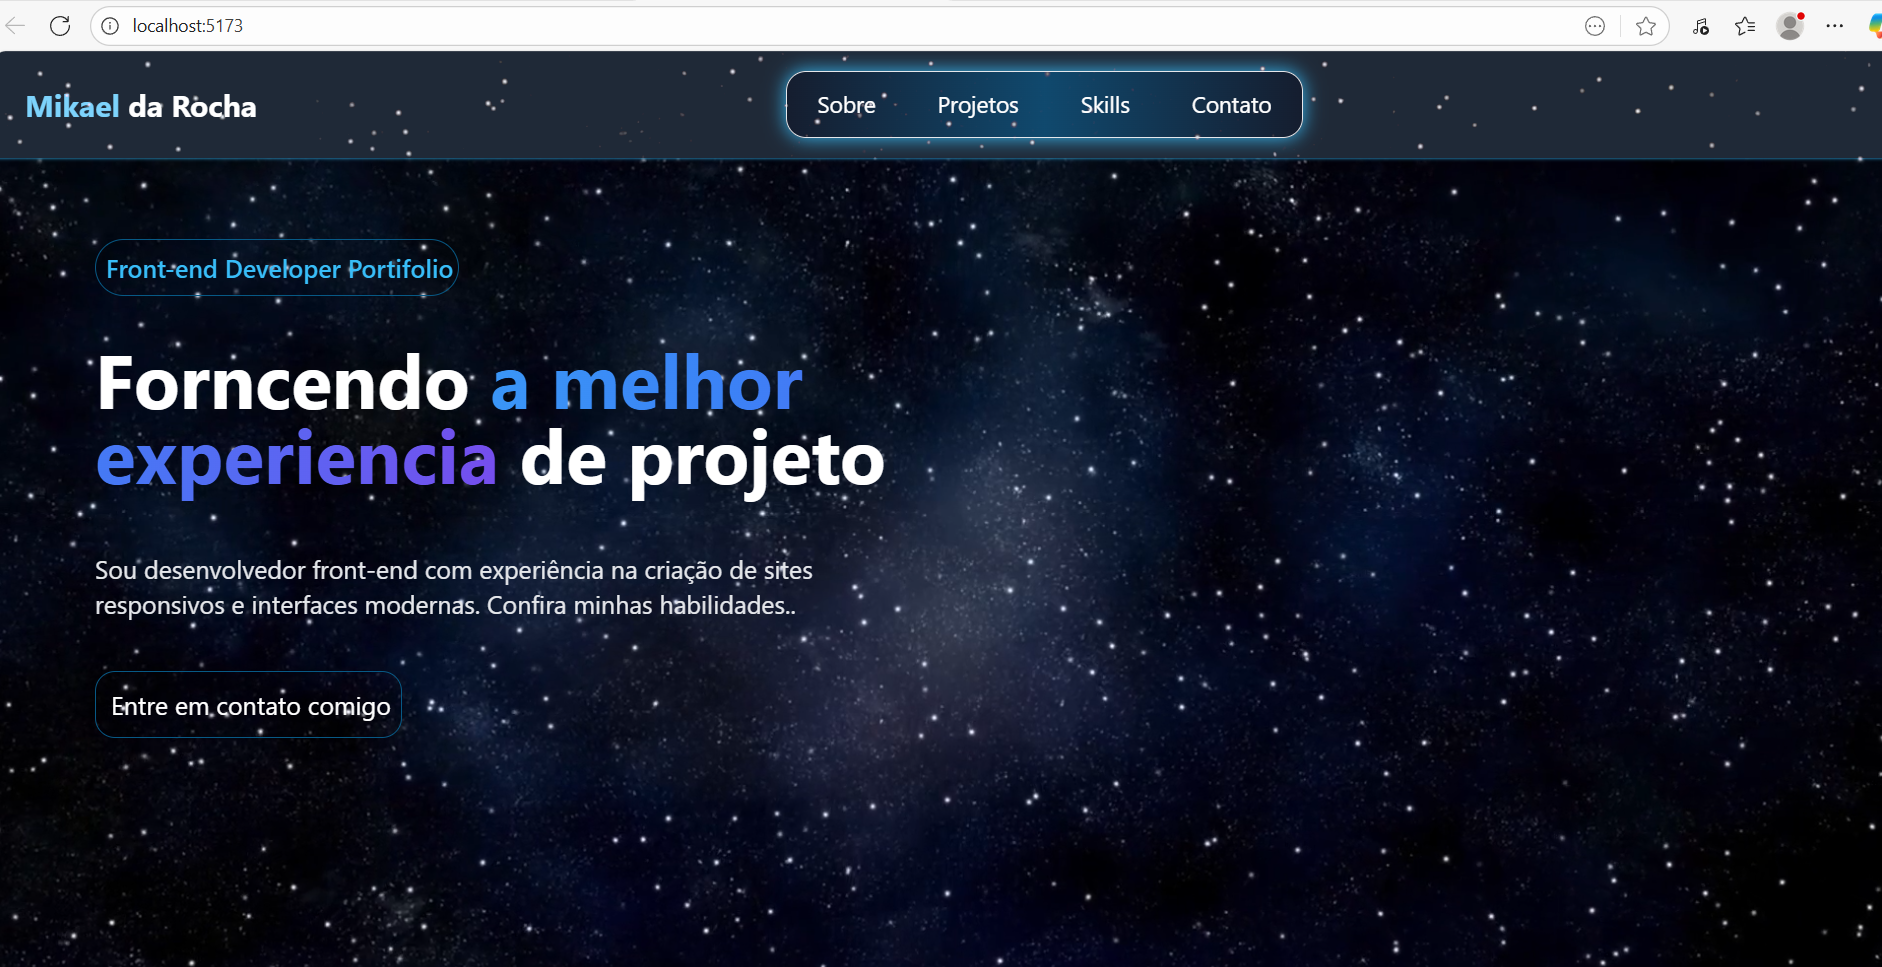 localhost:5173
Mikael da Rocha
Sobre Projetos Skills Contato
Front-end Developer Portifolio
Forncendo a melhor
experiencia de projeto
Sou desenvolvedor front-end com experiência na criação de sites
responsivos e interfaces modernas. Confira minhas habilidades..
Entre em contato comigo